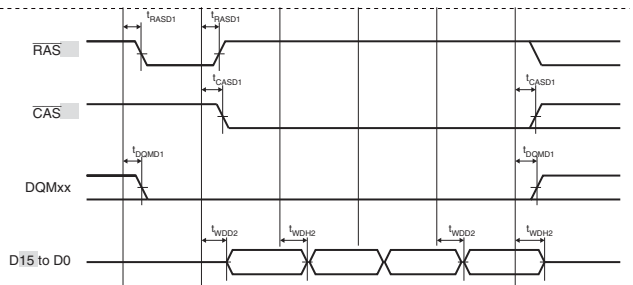 tRASD1 tRASD1
RAS
tCASD1 tCASD1
CAS
tDQMD1 tDQMD1
DQMxx
tWDD2 tWDH2 tWDD2 tWDH2
D15 to D0